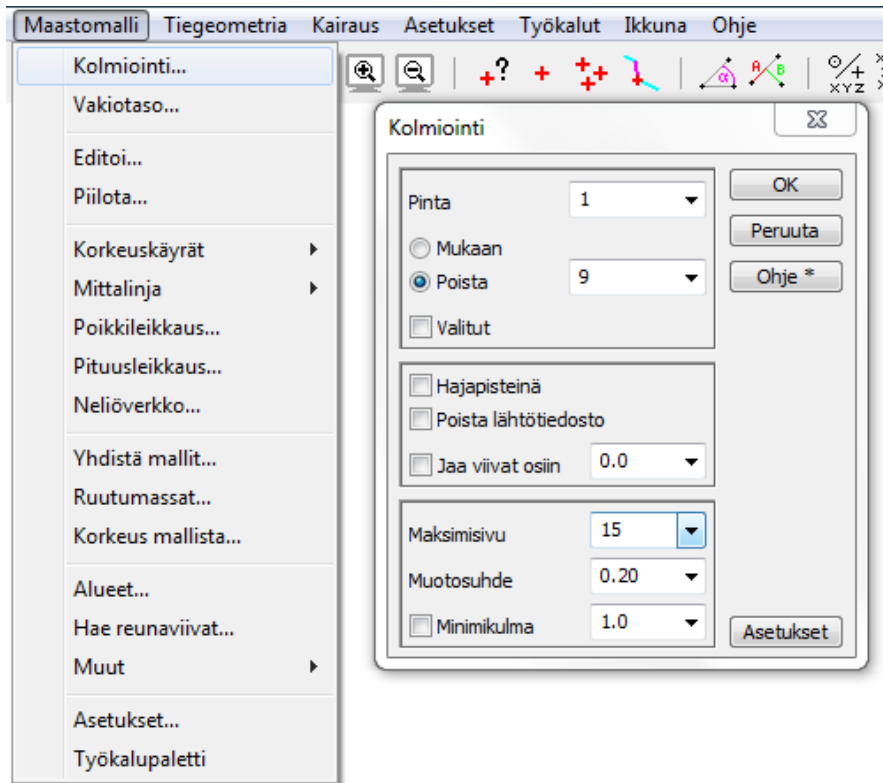 Maastomalli Tiegeometria Kairaus Asetukset Työkalut Ikkuna Ohje
Kolmiointi...
Vakiotaso...
Editoi...
Piilota...
Korkeuskäyrät
Mittalinja
Poikkileikkaus...
Pituusleikkaus...
Neliöverkko...
Yhdistä mallit...
Ruutumassat...
Korkeus mallista...
Alueet...
Hae reunaviivat...
Muut
Asetukset...
Työkalupaletti
? α A B XYZ
Kolmiointi
Pinta 1
Mukaan
Poista 9
Valitut
Hajapisteinä
Poista lähtötiedosto
Jaa viivat osiin 0.0
Maksimisivu 15
Muotosuhde 0.20
Minimikulma 1.0
OK
Peruuta
Ohje *
Asetukset